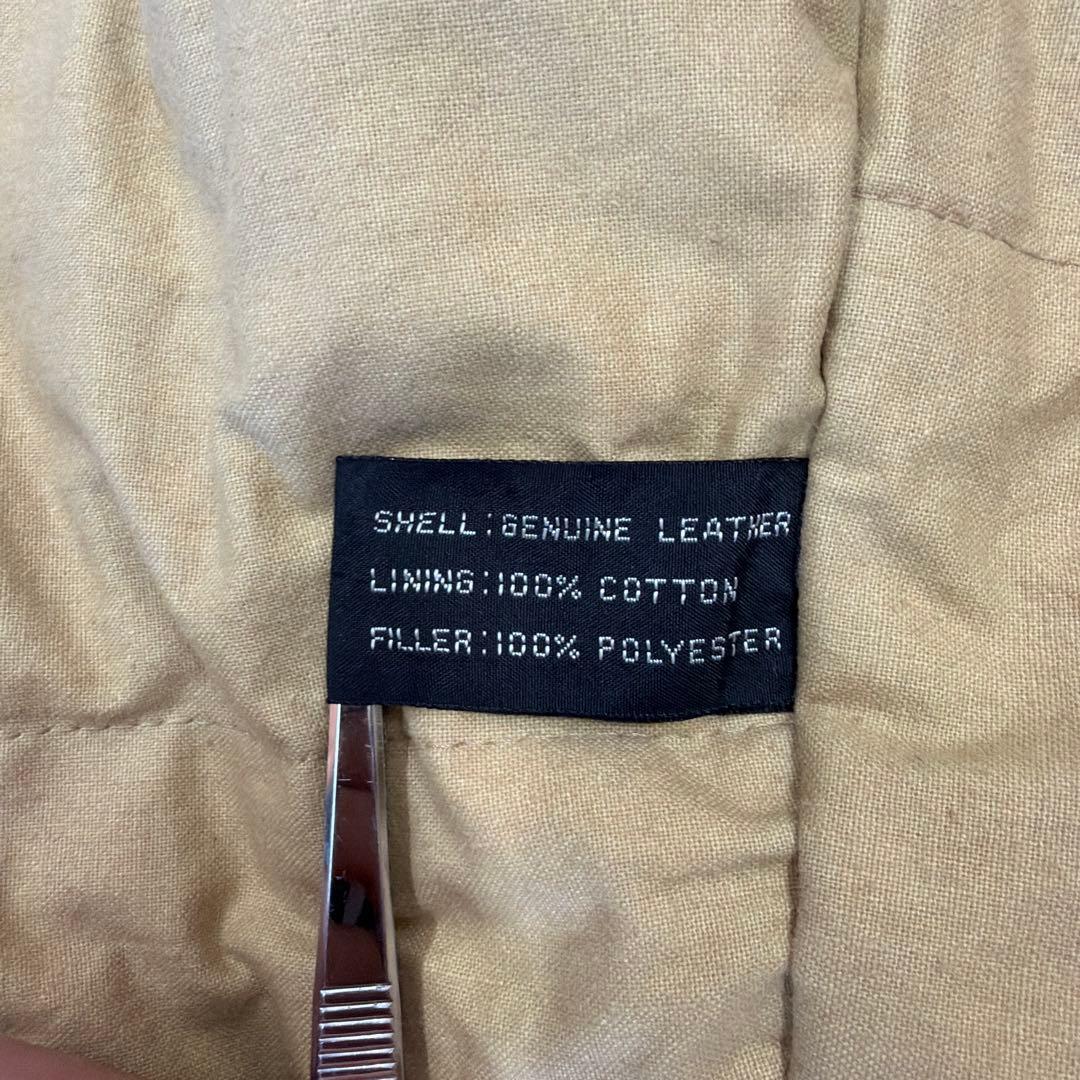 SHELL:GENUINE LEATHER
LINING:100% COTTON
FILLER:100% POLYESTER